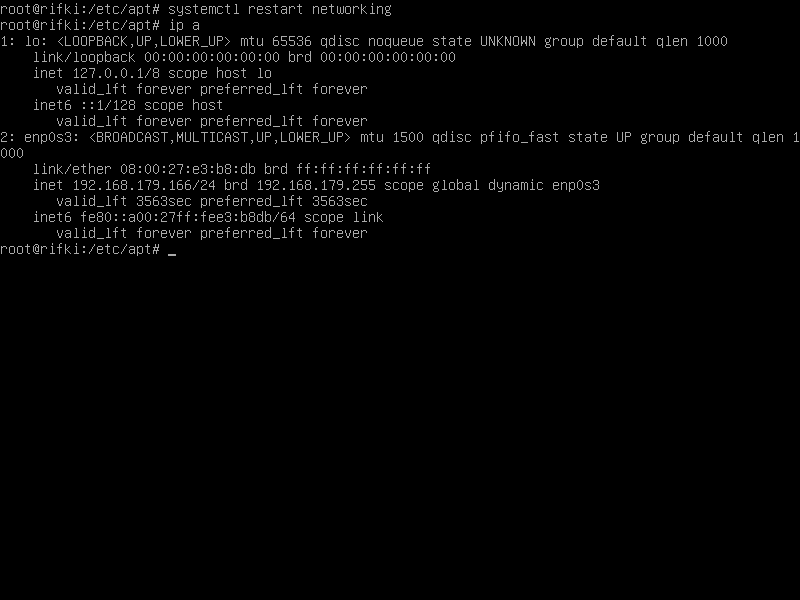 root@rifki:/etc/apt# systemctl restart networking
root@rifki:/etc/apt# ip a
1: lo: <LOOPBACK,UP,LOWER_UP> mtu 65536 qdisc noqueue state UNKNOWN group default qlen 1000
    link/loopback 00:00:00:00:00:00 brd 00:00:00:00:00:00
    inet 127.0.0.1/8 scope host lo
       valid_lft forever preferred_lft forever
    inet6 ::1/128 scope host
       valid_lft forever preferred_lft forever
2: enp0s3: <BROADCAST,MULTICAST,UP,LOWER_UP> mtu 1500 qdisc pfifo_fast state UP group default qlen 1
000
    link/ether 08:00:27:e3:b8:db brd ff:ff:ff:ff:ff:ff
    inet 192.168.179.166/24 brd 192.168.179.255 scope global dynamic enp0s3
       valid_lft 3563sec preferred_lft 3563sec
    inet6 fe80::a00:27ff:fee3:b8db/64 scope link
       valid_lft forever preferred_lft forever
root@rifki:/etc/apt# _